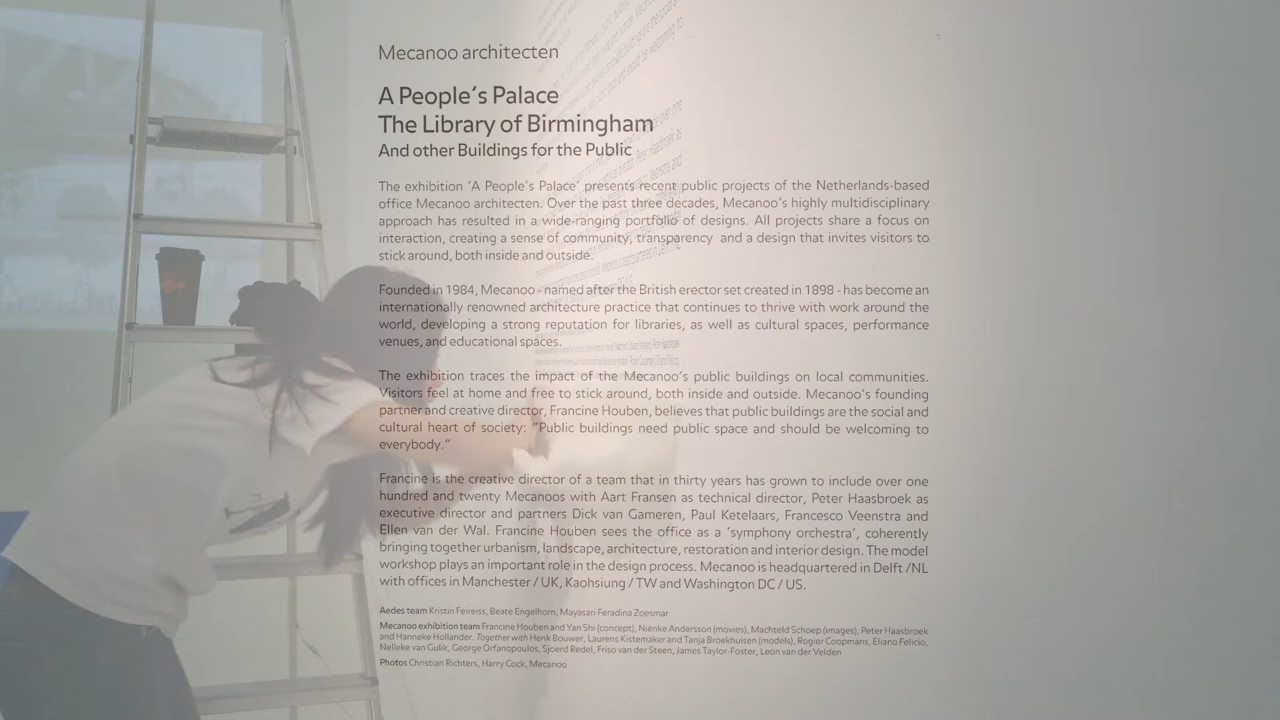 Mecanoo architecten
A People's Palace
The Library of Birmingham
And other Buildings for the Public
The exhibition 'A People's Palace' presents recent public projects of the Netherlands-based
office Mecanoo architecten. Over the past three decades, Mecanoo's highly multidisciplinary
approach has resulted in a wide-ranging portfolio of designs. All projects share a focus on
interaction, creating a sense of community, transparency and a design that invites visitors to
stick around, both inside and outside.
Founded in 1984, Mecanoo - named after the British erector set created in 1898 - has become an
internationally renowned architecture practice that continues to thrive with work around the
world, developing a strong reputation for libraries, as well as cultural spaces, performance
venues, and educational spaces.
The exhibition traces the impact of the Mecanoo's public buildings on local communities.
Visitors feel at home and free to stick around, both inside and outside. Mecanoo's founding
partner and creative director, Francine Houben, believes that public buildings are the social and
cultural heart of society: "Public buildings need public space and should be welcoming to
everybody."
Francine is the creative director of a team that in thirty years has grown to include over one
hundred and twenty Mecanoos with Aart Fransen as technical director, Peter Haasbroek as
executive director and partners Dick van Gameren, Paul Ketelaars, Francesco Veenstra and
Ellen van der Wal. Francine Houben sees the office as a 'symphony orchestra', coherently
bringing together urbanism, landscape, architecture, restoration and interior design. The model
workshop plays an important role in the design process. Mecanoo is headquartered in Delft /NL
with offices in Manchester / UK, Kaohsiung / TW and Washington DC / US.
Aedes team Kristin Feireiss, Beate Engelhorn, Mayasari Feradina Zoesmar
Mecanoo exhibition team Francine Houben and Yan Shi (concept), Nienke Andersson (movies), Machteld Schoep (images), Peter Haasbroek
and Hanneke Hollander. Together with Henk Bouwer, Laurens Kistemaker and Tanja Broekhuisen (models), Rogier Coopmans, Eliano Felicio,
Nelleke van Gulik, George Orfanopoulos, Sjoerd Redel, Friso van der Steen, James Taylor-Foster, Leon van der Velden
Photos Christian Richters, Harry Cock, Mecanoo